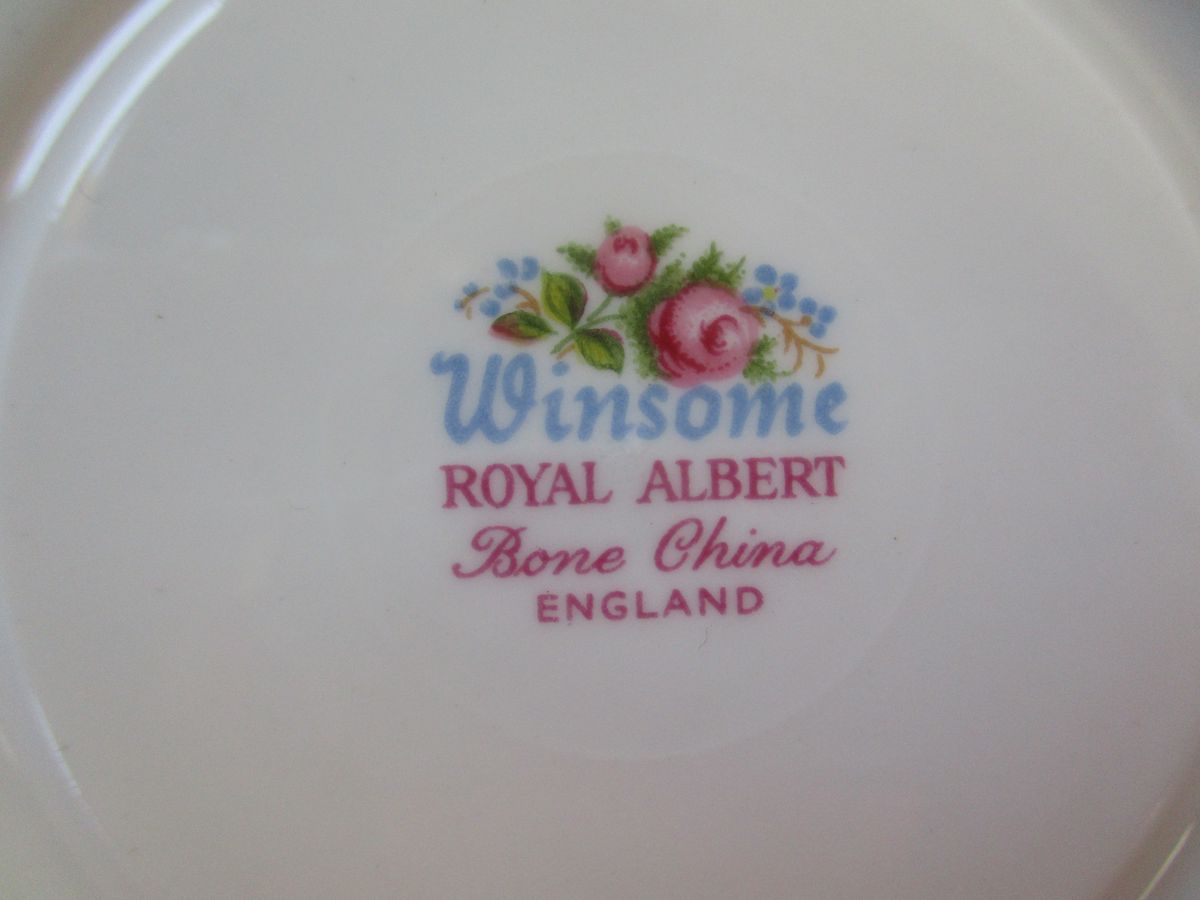 Winsome
ROYAL ALBERT
Bone China
ENGLAND